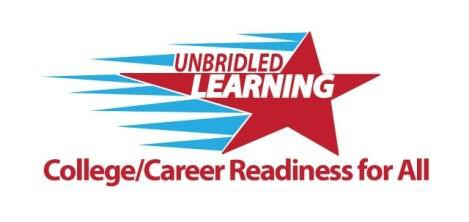 UNBRIDLED
LEARNING
College/Career Readiness for All